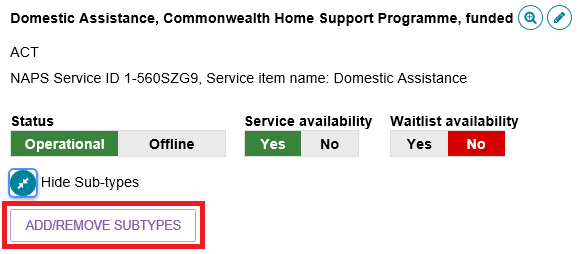 Domestic Assistance, Commonwealth Home Support Programme, funded
ACT
NAPS Service ID 1-560SZG9, Service item name: Domestic Assistance
Status Service availability Waitlist availability
Operational Offline Yes No Yes No
Hide Sub-types
ADD/REMOVE SUBTYPES